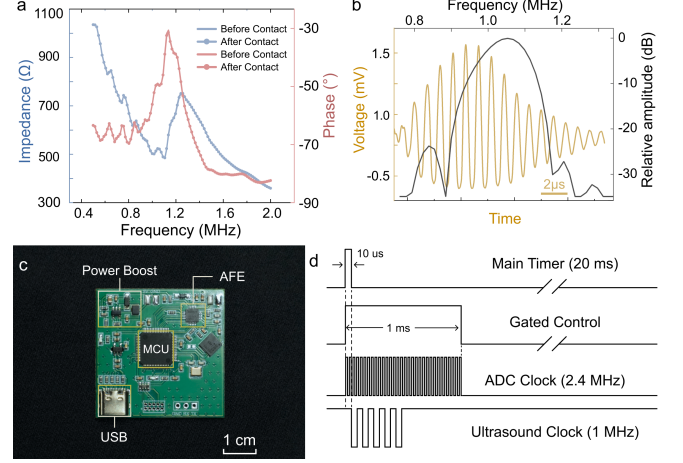 a
1100
900
700
500
300
Impedance (Ω)
Before Contact
After Contact
Before Contact
After Contact
-30
-50
-70
-90
Phase (°)
0.4
0.8
1.2
1.6
2.0
Frequency (MHz)
b
Frequency (MHz)
0.8
1.0
1.2
1.5
1.0
-0.5
Voltage (mV)
0
-10
-20
-30
Relative amplitude (dB)
2μs
Time
c
Power Boost
AFE
MCU
USB
1 cm
d
10 us
Main Timer (20 ms)
1 ms
Gated Control
ADC Clock (2.4 MHz)
Ultrasound Clock (1 MHz)